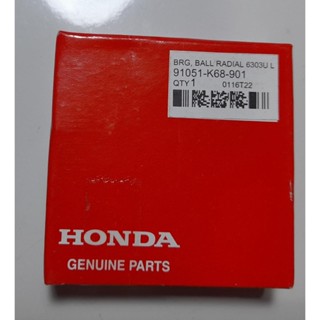 BRG, BALL RADIAL 6303U L
91051-K68-901
QTY.1 0116T22
HONDA
GENUINE PARTS